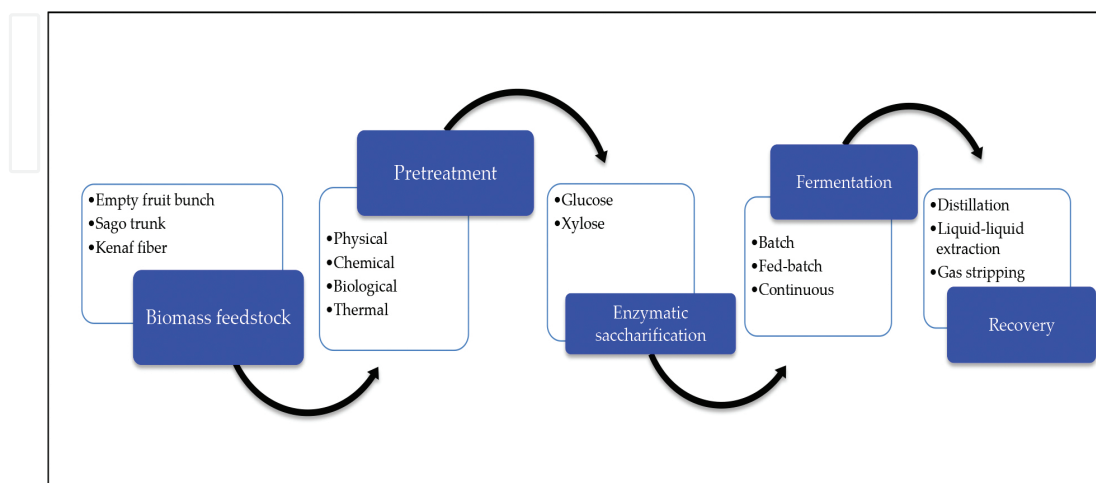 •Empty fruit bunch
•Sago trunk
•Kenaf fiber
Biomass feedstock
Pretreatment
•Physical
•Chemical
•Biological
•Thermal
•Glucose
•Xylose
Enzymatic
saccharification
Fermentation
•Batch
•Fed-batch
•Continuous
•Distillation
•Liquid-liquid
extraction
•Gas stripping
Recovery